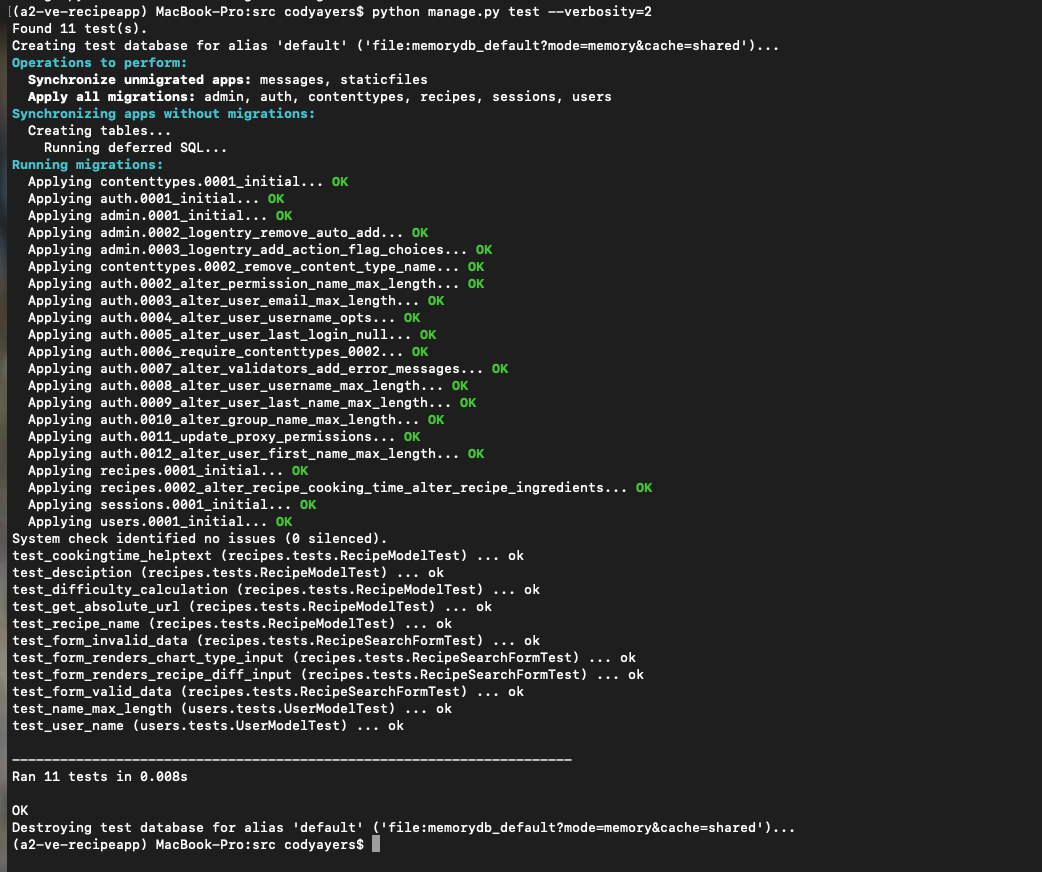 [(a2-ve-recipeapp) MacBook-Pro:src codyayers$ python manage.py test --verbosity=2
Found 11 test(s).
Creating test database for alias 'default' ('file:memorydb_default?mode=memory&cache=shared')...
Operations to perform:
  Synchronize unmigrated apps: messages, staticfiles
  Apply all migrations: admin, auth, contenttypes, recipes, sessions, users
Synchronizing apps without migrations:
  Creating tables...
    Running deferred SQL...
Running migrations:
  Applying contenttypes.0001_initial... OK
  Applying auth.0001_initial... OK
  Applying admin.0001_initial... OK
  Applying admin.0002_logentry_remove_auto_add... OK
  Applying admin.0003_logentry_add_action_flag_choices... OK
  Applying contenttypes.0002_remove_content_type_name... OK
  Applying auth.0002_alter_permission_name_max_length... OK
  Applying auth.0003_alter_user_email_max_length... OK
  Applying auth.0004_alter_user_username_opts... OK
  Applying auth.0005_alter_user_last_login_null... OK
  Applying auth.0006_require_contenttypes_0002... OK
  Applying auth.0007_alter_validators_add_error_messages... OK
  Applying auth.0008_alter_user_username_max_length... OK
  Applying auth.0009_alter_user_last_name_max_length... OK
  Applying auth.0010_alter_group_name_max_length... OK
  Applying auth.0011_update_proxy_permissions... OK
  Applying auth.0012_alter_user_first_name_max_length... OK
  Applying recipes.0001_initial... OK
  Applying recipes.0002_alter_recipe_cooking_time_alter_recipe_ingredients... OK
  Applying sessions.0001_initial... OK
  Applying users.0001_initial... OK
System check identified no issues (0 silenced).
test_cookingtime_helptext (recipes.tests.RecipeModelTest) ... ok
test_desciption (recipes.tests.RecipeModelTest) ... ok
test_difficulty_calculation (recipes.tests.RecipeModelTest) ... ok
test_get_absolute_url (recipes.tests.RecipeModelTest) ... ok
test_recipe_name (recipes.tests.RecipeModelTest) ... ok
test_form_invalid_data (recipes.tests.RecipeSearchFormTest) ... ok
test_form_renders_chart_type_input (recipes.tests.RecipeSearchFormTest) ... ok
test_form_renders_recipe_diff_input (recipes.tests.RecipeSearchFormTest) ... ok
test_form_valid_data (recipes.tests.RecipeSearchFormTest) ... ok
test_name_max_length (users.tests.UserModelTest) ... ok
test_user_name (users.tests.UserModelTest) ... ok

----------------------------------------------------------------------
Ran 11 tests in 0.008s

OK
Destroying test database for alias 'default' ('file:memorydb_default?mode=memory&cache=shared')...
(a2-ve-recipeapp) MacBook-Pro:src codyayers$